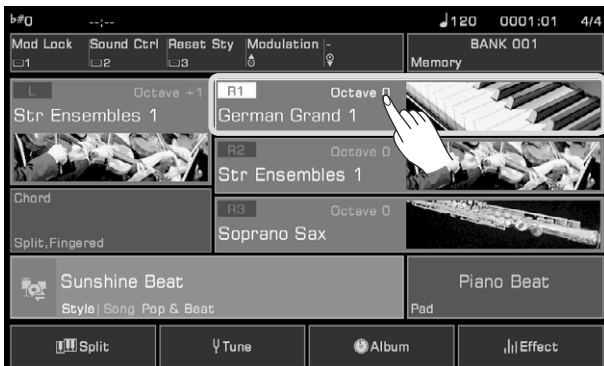 b#0 --;-- ♩120 0001:01 4/4
Mod Lock Sound Ctrl Reset Sty Modulation -
1 2 3
BANK 001
Memory
L Octave +1
Str Ensembles 1
R1 Octave 0
German Grand 1
R2 Octave 0
Str Ensembles 1
Chord
Split,Fingered
R3 Octave 0
Soprano Sax
Sunshine Beat
Style| Song Pop & Beat
Piano Beat
Pad
Split Tune Album Effect